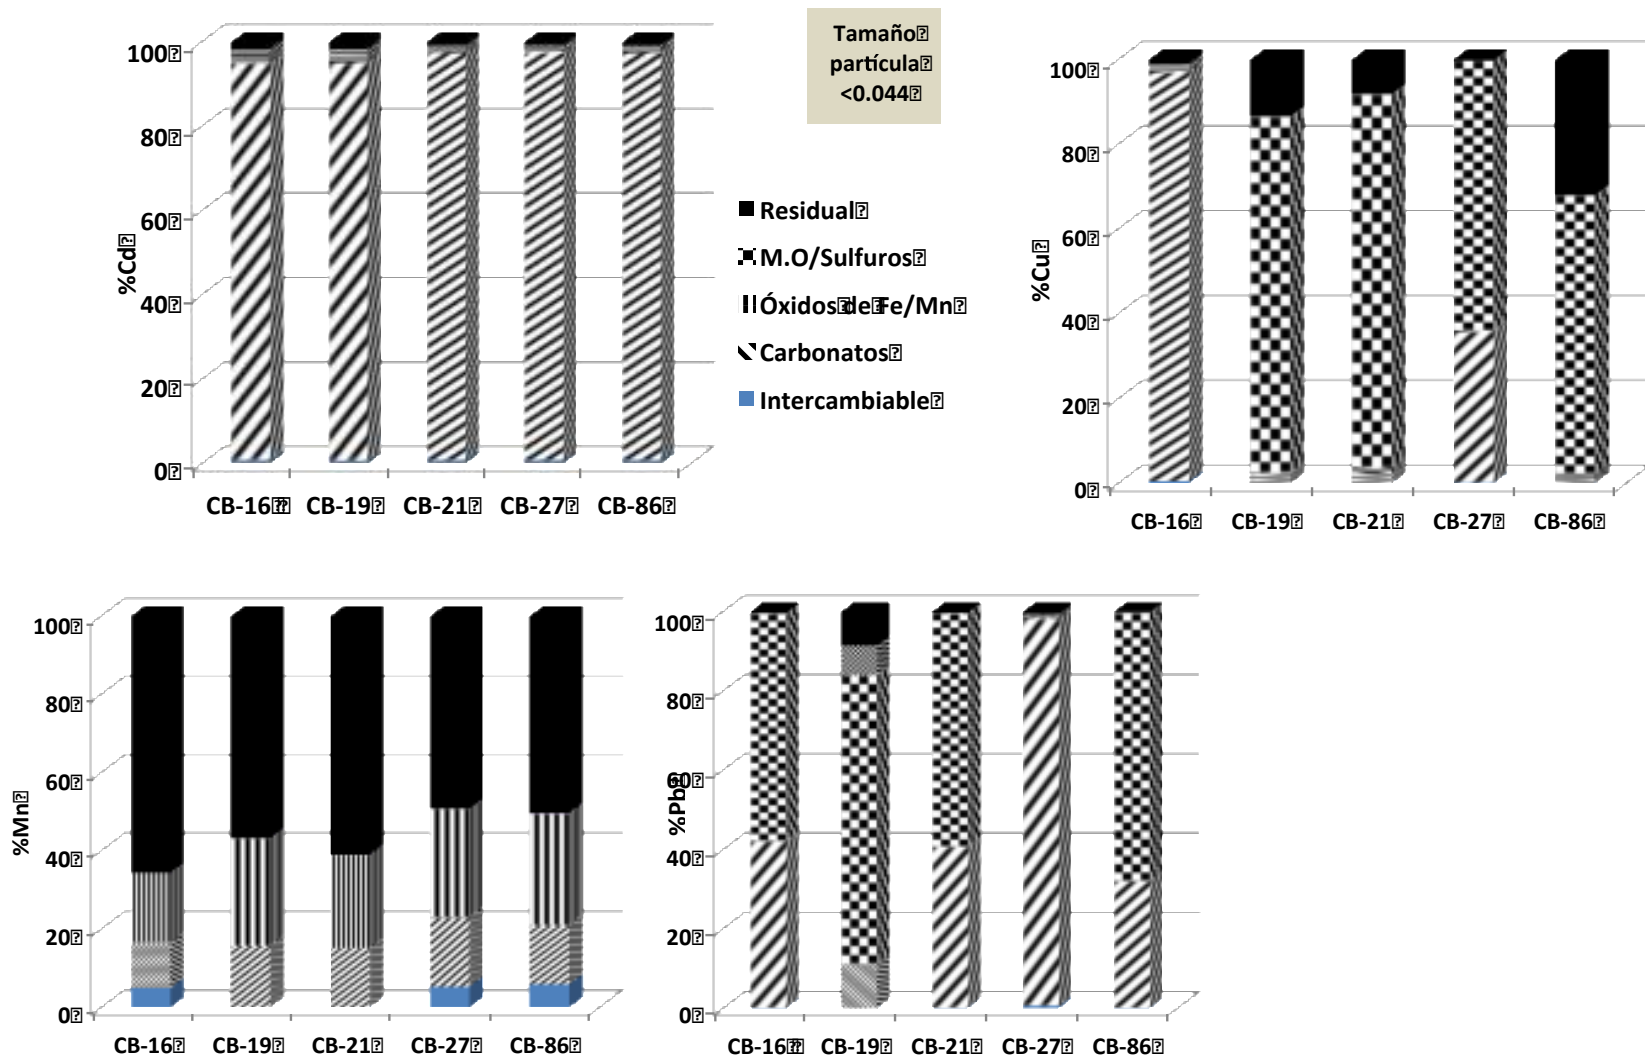 Tamaño
partícula
<0.044
%Cd
100
80
60
40
20
0
CB-16 CB-19 CB-21 CB-27 CB-86
Residual
M.O/Sulfuros
Óxidos de Fe/Mn
Carbonatos
Intercambiable
%Cu
100
80
60
40
20
0
CB-16 CB-19 CB-21 CB-27 CB-86
%Mn
100
80
60
40
20
0
CB-16 CB-19 CB-21 CB-27 CB-86
%Pb
100
80
60
40
20
0
CB-16 CB-19 CB-21 CB-27 CB-86